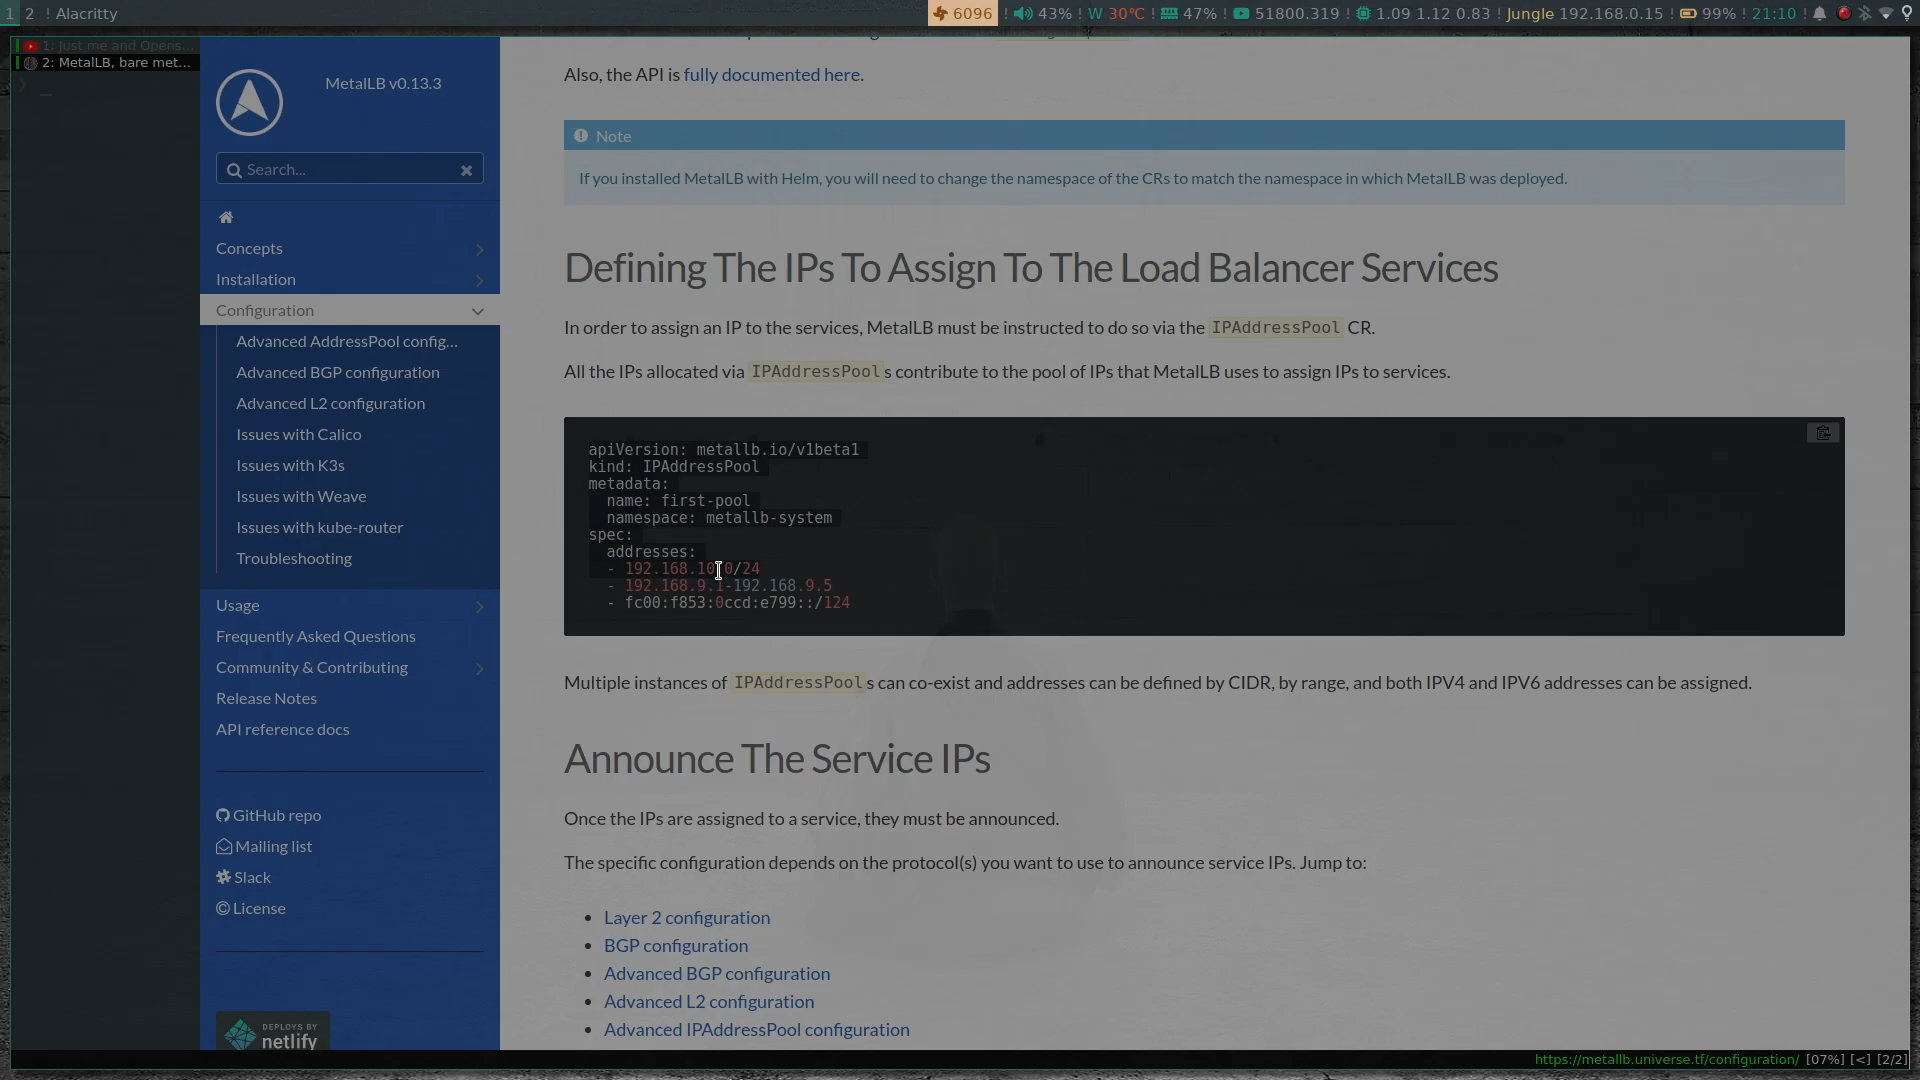 1 2 ! Alacritty
6096 ! 43% ! W 30°C ! 47% ! 51800.319 ! 1.09 1.12 0.83 ! Jungle 192.168.0.15 ! 99% ! 21:10 !
1: Just me and Opens...
2: MetalLB, bare met...
MetalLB v0.13.3
Search...
Concepts
Installation
Configuration
Advanced AddressPool config...
Advanced BGP configuration
Advanced L2 configuration
Issues with Calico
Issues with K3s
Issues with Weave
Issues with kube-router
Troubleshooting
Usage
Frequently Asked Questions
Community & Contributing
Release Notes
API reference docs
GitHub repo
Mailing list
Slack
License
DEPLOYS BY
netlify
Also, the API is fully documented here.
Note
If you installed MetalLB with Helm, you will need to change the namespace of the CRs to match the namespace in which MetalLB was deployed.
Defining The IPs To Assign To The Load Balancer Services
In order to assign an IP to the services, MetalLB must be instructed to do so via the IPAddressPool CR.
All the IPs allocated via IPAddressPools contribute to the pool of IPs that MetalLB uses to assign IPs to services.
apiVersion: metallb.io/v1beta1
kind: IPAddressPool
metadata:
  name: first-pool
  namespace: metallb-system
spec:
  addresses:
  - 192.168.10.0/24
  - 192.168.9.1-192.168.9.5
  - fc00:f853:0ccd:e799::/124
Multiple instances of IPAddressPools can co-exist and addresses can be defined by CIDR, by range, and both IPV4 and IPV6 addresses can be assigned.
Announce The Service IPs
Once the IPs are assigned to a service, they must be announced.
The specific configuration depends on the protocol(s) you want to use to announce service IPs. Jump to:
• Layer 2 configuration
• BGP configuration
• Advanced BGP configuration
• Advanced L2 configuration
• Advanced IPAddressPool configuration
https://metallb.universe.tf/configuration/ [07%] [<] [2/2]